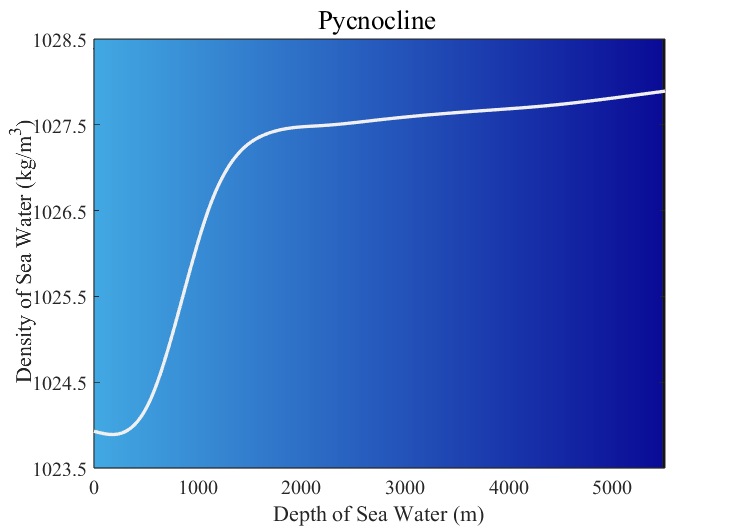 Pycnocline
1028.5
1027.5
1026.5
1025.5
1024.5
1023.5
Density of Sea Water (kg/m³)
0 1000 2000 3000 4000 5000
Depth of Sea Water (m)